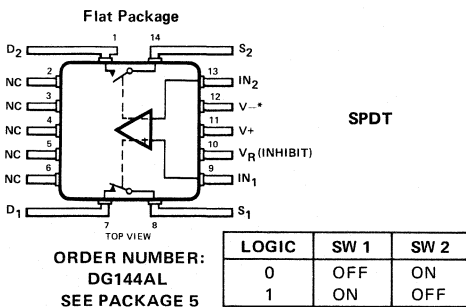 Flat Package
D2 1 14 S2
NC 2 13 IN2
NC 3 12 V–*
NC 4 11 V+
NC 5 10 VR (INHIBIT)
NC 6 9 IN1
D1 7 8 S1
TOP VIEW
SPDT
ORDER NUMBER:
DG144AL
SEE PACKAGE 5
LOGIC SW 1 SW 2
0 OFF ON
1 ON OFF